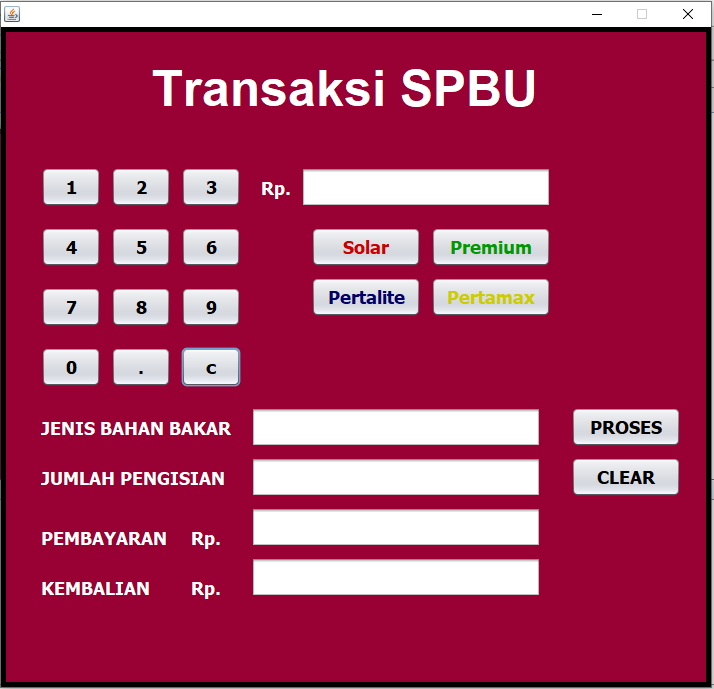 Transaksi SPBU
1 2 3 Rp.
4 5 6 Solar Premium
7 8 9 Pertalite Pertamax
0 . c
JENIS BAHAN BAKAR PROSES
JUMLAH PENGISIAN CLEAR
PEMBAYARAN Rp.
KEMBALIAN Rp.